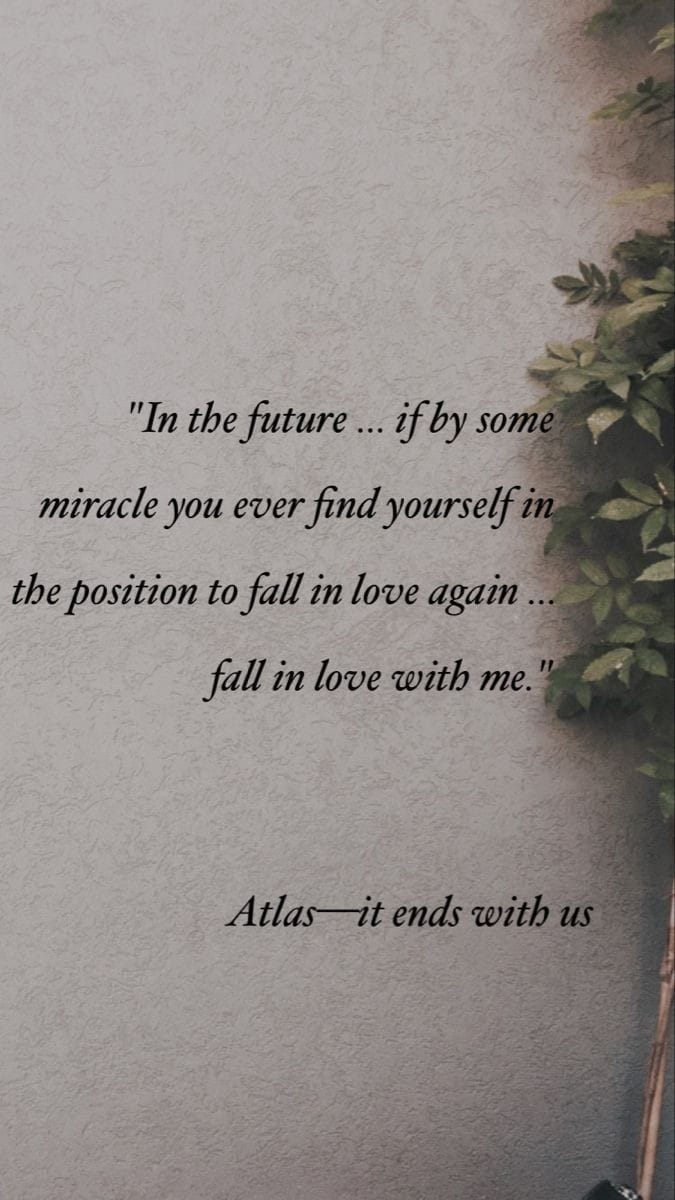 "In the future ... if by some
miracle you ever find yourself in
the position to fall in love again ...
fall in love with me."
Atlas—it ends with us